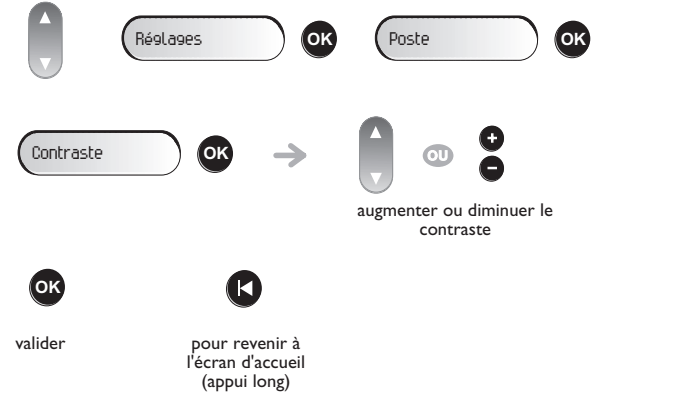 Réglages OK Poste OK
Contraste OK OU
augmenter ou diminuer le
contraste
OK
valider
pour revenir à
l'écran d'accueil
(appui long)